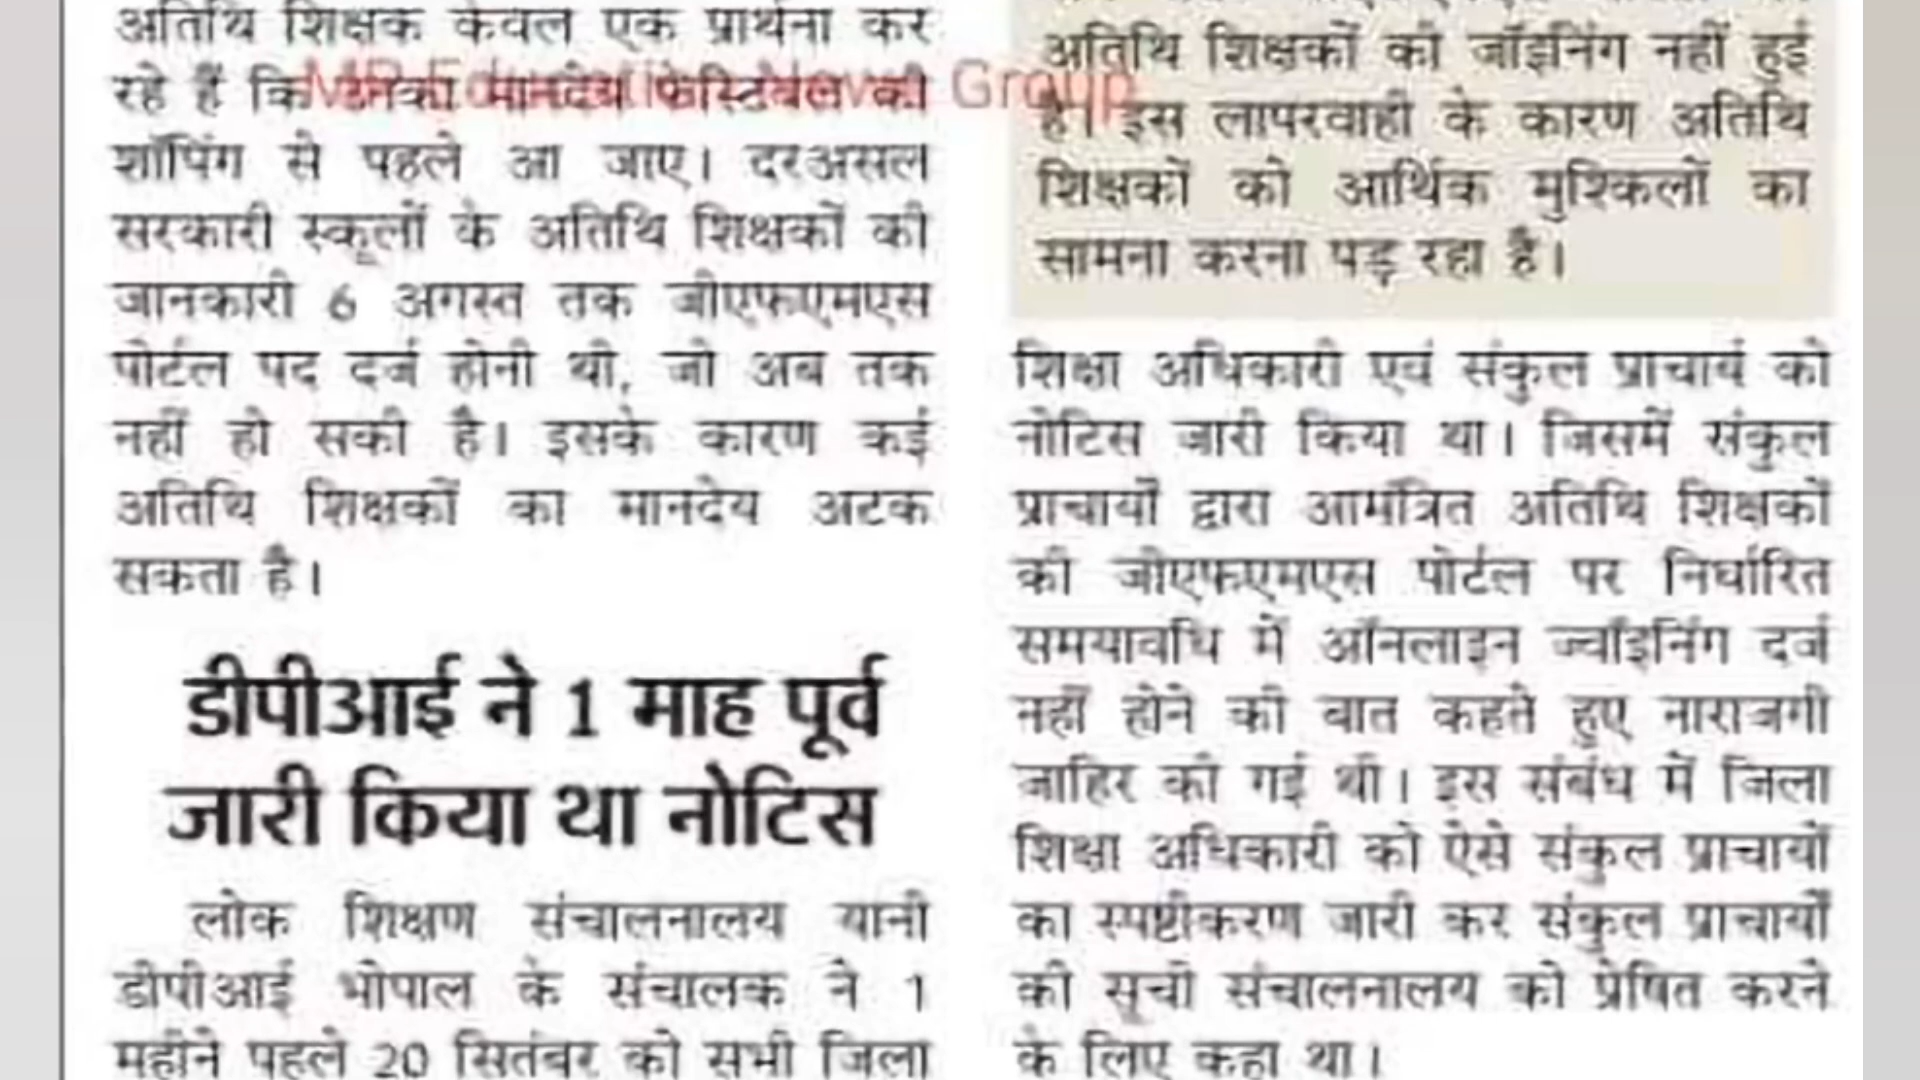 अतिथि शिक्षक केवल एक प्रार्थना कर
रहे हैं कि उनका मानदेय फेस्टिवल की
शॉपिंग से पहले आ जाए। दरअसल
सरकारी स्कूलों के अतिथि शिक्षकों की
जानकारी 6 अगस्त तक जीएफएमएस
पोर्टल पद दर्ज होनी थी, जो अब तक
नहीं हो सकी है। इसके कारण कई
अतिथि शिक्षकों का मानदेय अटक
सकता है।
डीपीआई ने 1 माह पूर्व
जारी किया था नोटिस
लोक शिक्षण संचालनालय यानी
डीपीआई भोपाल के संचालक ने 1
महीने पहले 20 सितंबर को सभी जिला
अतिथि शिक्षकों की जॉइनिंग नहीं हुई
है। इस लापरवाही के कारण अतिथि
शिक्षकों को आर्थिक मुश्किलों का
सामना करना पड़ रहा है।
शिक्षा अधिकारी एवं संकुल प्राचार्य को
नोटिस जारी किया था। जिसमें संकुल
प्राचार्यों द्वारा आमंत्रित अतिथि शिक्षकों
की जीएफएमएस पोर्टल पर निर्धारित
समयावधि में ऑनलाइन ज्वॉइनिंग दर्ज
नहीं होने की बात कहते हुए नाराजगी
जाहिर की गई थी। इस संबंध में जिला
शिक्षा अधिकारी को ऐसे संकुल प्राचार्यों
का स्पष्टीकरण जारी कर संकुल प्राचार्यों
की सूची संचालनालय को प्रेषित करने
के लिए कहा था।
MP Education News Group